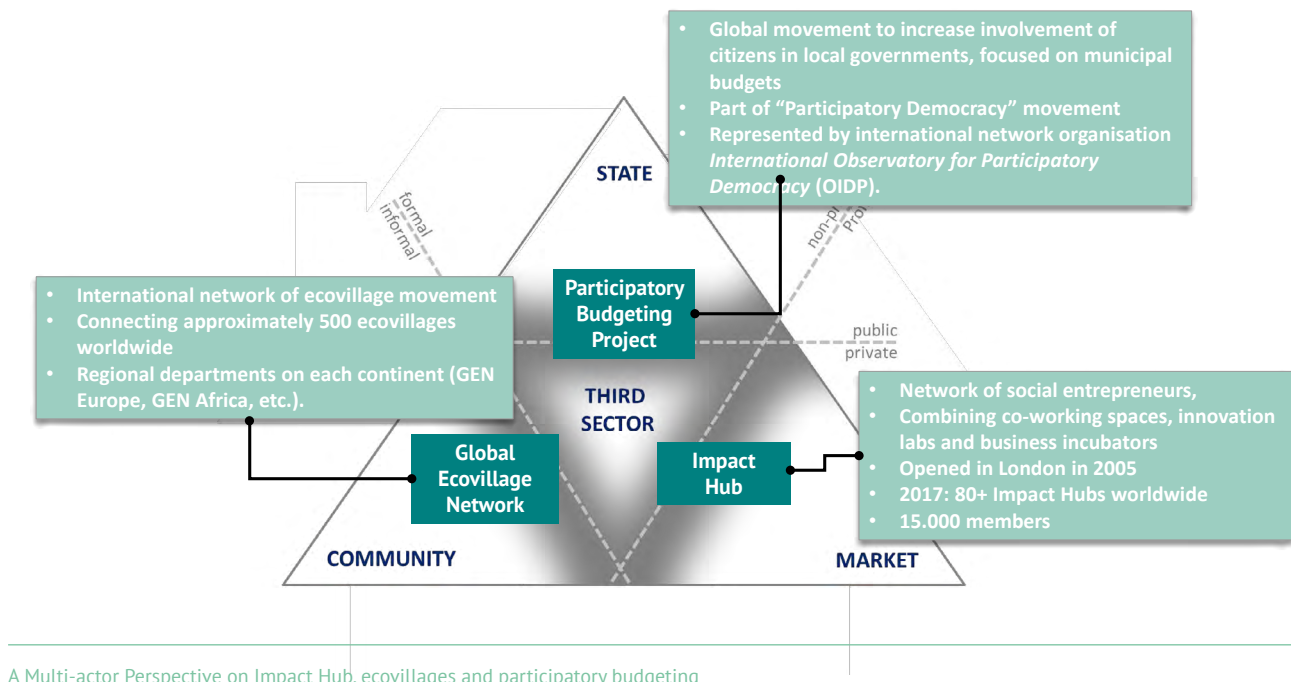 • Global movement to increase involvement of
citizens in local governments, focused on municipal
budgets
• Part of “Participatory Democracy” movement
• Represented by international network organisation
International Observatory for Participatory
Democracy (OIDP).
STATE
formal
informal
non-p
Pro
• International network of ecovillage movement
• Connecting approximately 500 ecovillages
worldwide
• Regional departments on each continent (GEN
Europe, GEN Africa, etc.).
Participatory
Budgeting
Project
public
private
THIRD
SECTOR
• Network of social entrepreneurs,
• Combining co-working spaces, innovation
labs and business incubators
• Opened in London in 2005
• 2017: 80+ Impact Hubs worldwide
• 15.000 members
Global
Ecovillage
Network
Impact
Hub
COMMUNITY
MARKET
A Multi-actor Perspective on Impact Hub, ecovillages and participatory budgeting